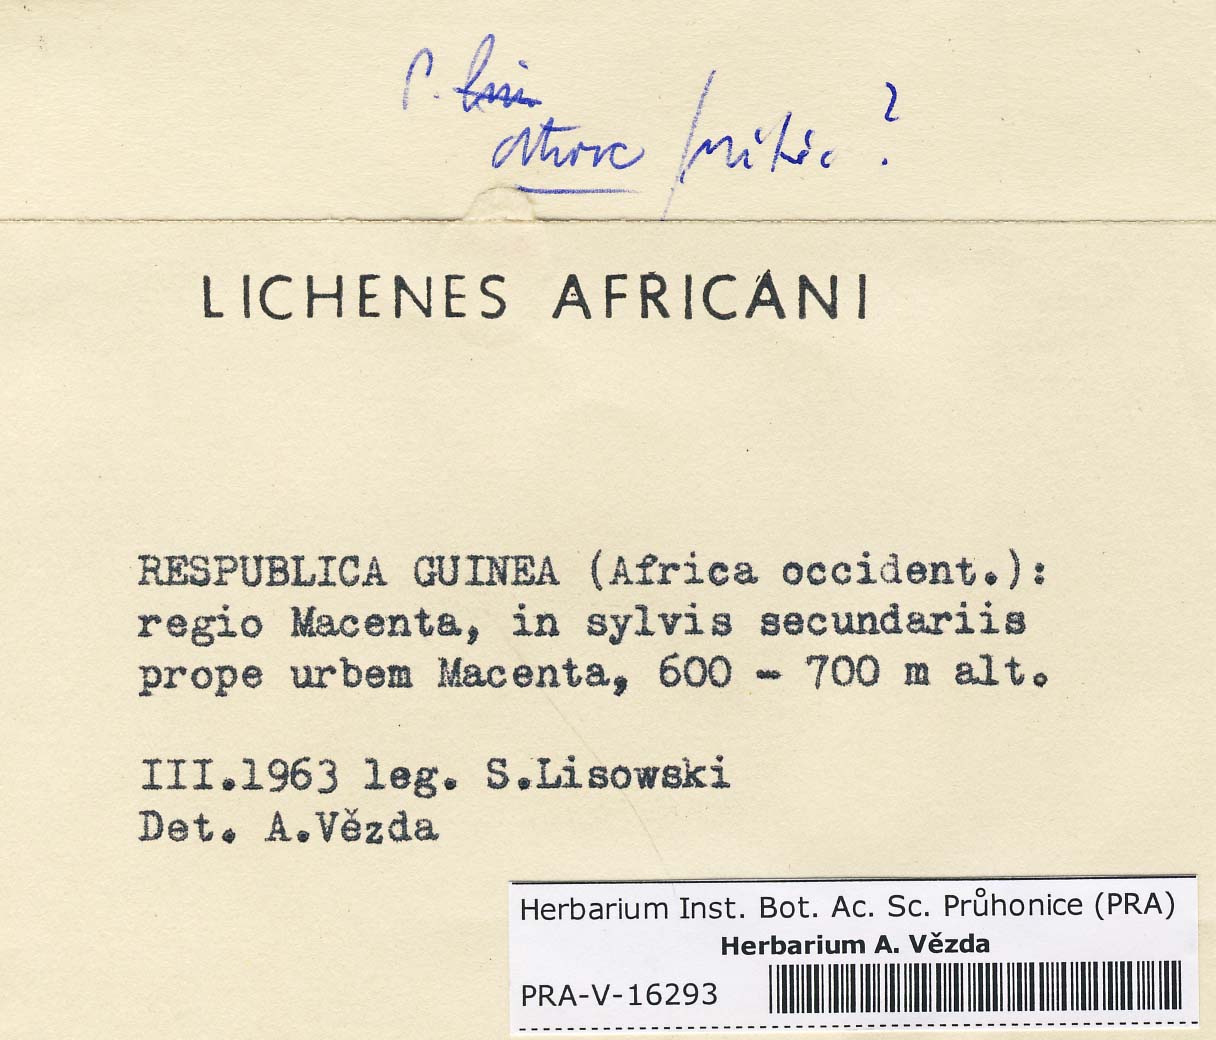 P.
LICHENES AFRICANI
RESPUBLICA GUINEA (Africa occident.):
regio Macenta, in sylvis secundariis
prope urbem Macenta, 600 - 700 m alt.
III.1963 leg. S.Lisowski
Det. A.Vězda
Herbarium Inst. Bot. Ac. Sc. Průhonice (PRA)
Herbarium A. Vězda
PRA-V-16293